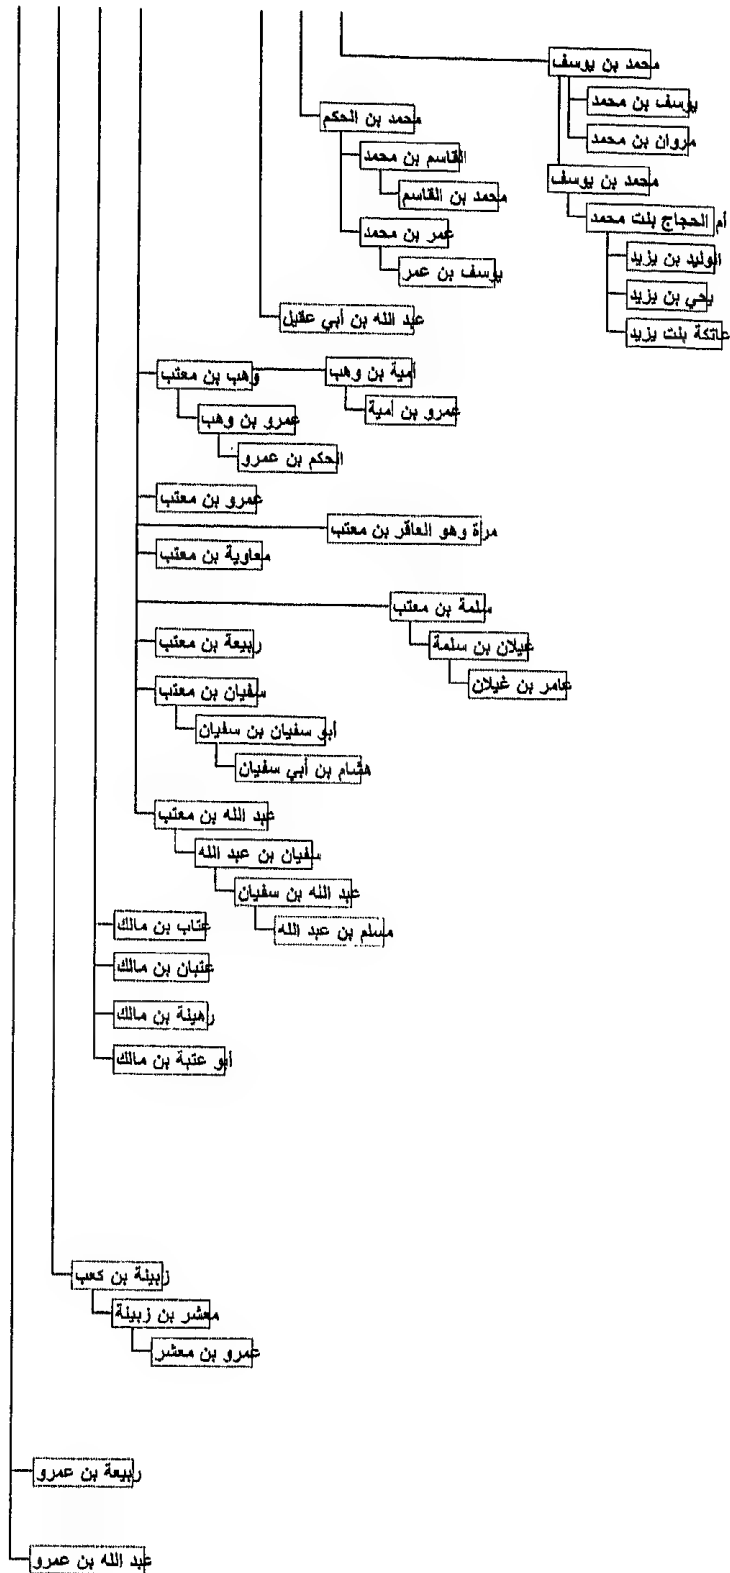 محمد بن يوسف
يوسف بن محمد
محمد بن الحكم
مروان بن محمد
القاسم بن محمد
محمد بن يوسف
محمد بن القاسم
أم الحجاج بنت محمد
عمر بن محمد
الوليد بن يزيد
يوسف بن عمر
يحي بن يزيد
عبد الله بن أبي عقيل
عاتكة بنت يزيد
أمية بن وهب
وهب بن معتب
عمرو بن أمية
عمرو بن وهب
الحكم بن عمرو
عمرو بن معتب
مرة وهو العاقر بن معتب
معاوية بن معتب
سلمة بن معتب
ربيعة بن معتب
غيلان بن سلمة
عامر بن غيلان
سفيان بن معتب
أبو سفيان بن سفيان
هشام بن أبي سفيان
عبد الله بن معتب
سفيان بن عبد الله
عبد الله بن سفيان
مسلم بن عبد الله
عتاب بن مالك
عتبان بن مالك
رهينة بن مالك
أبو عتبة بن مالك
زبينة بن كعب
معشر بن زبينة
عمرو بن معشر
ربيعة بن عمرو
عبد الله بن عمرو